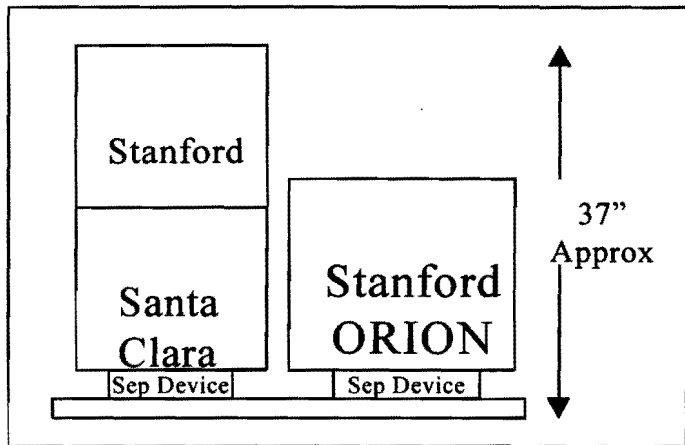 Stanford
Santa
Clara
Sep Device
Stanford
ORION
Sep Device
37”
Approx